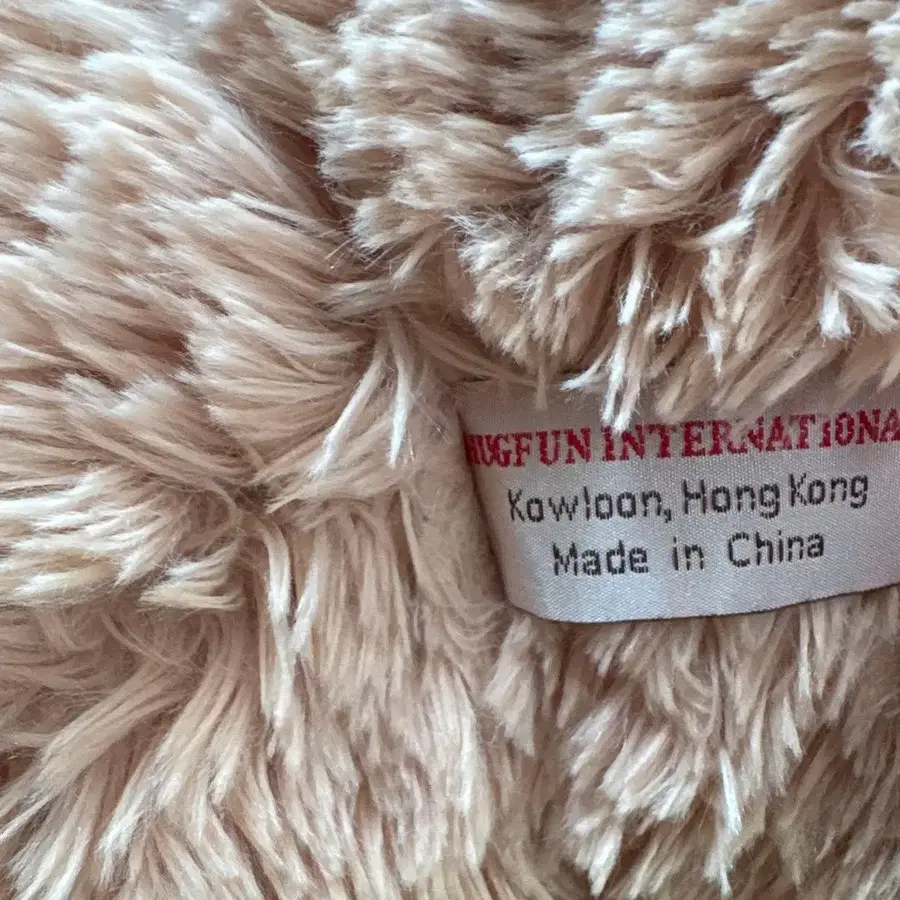 HUGFUN INTERNATIONA
Kowloon, Hong Kong
Made in China